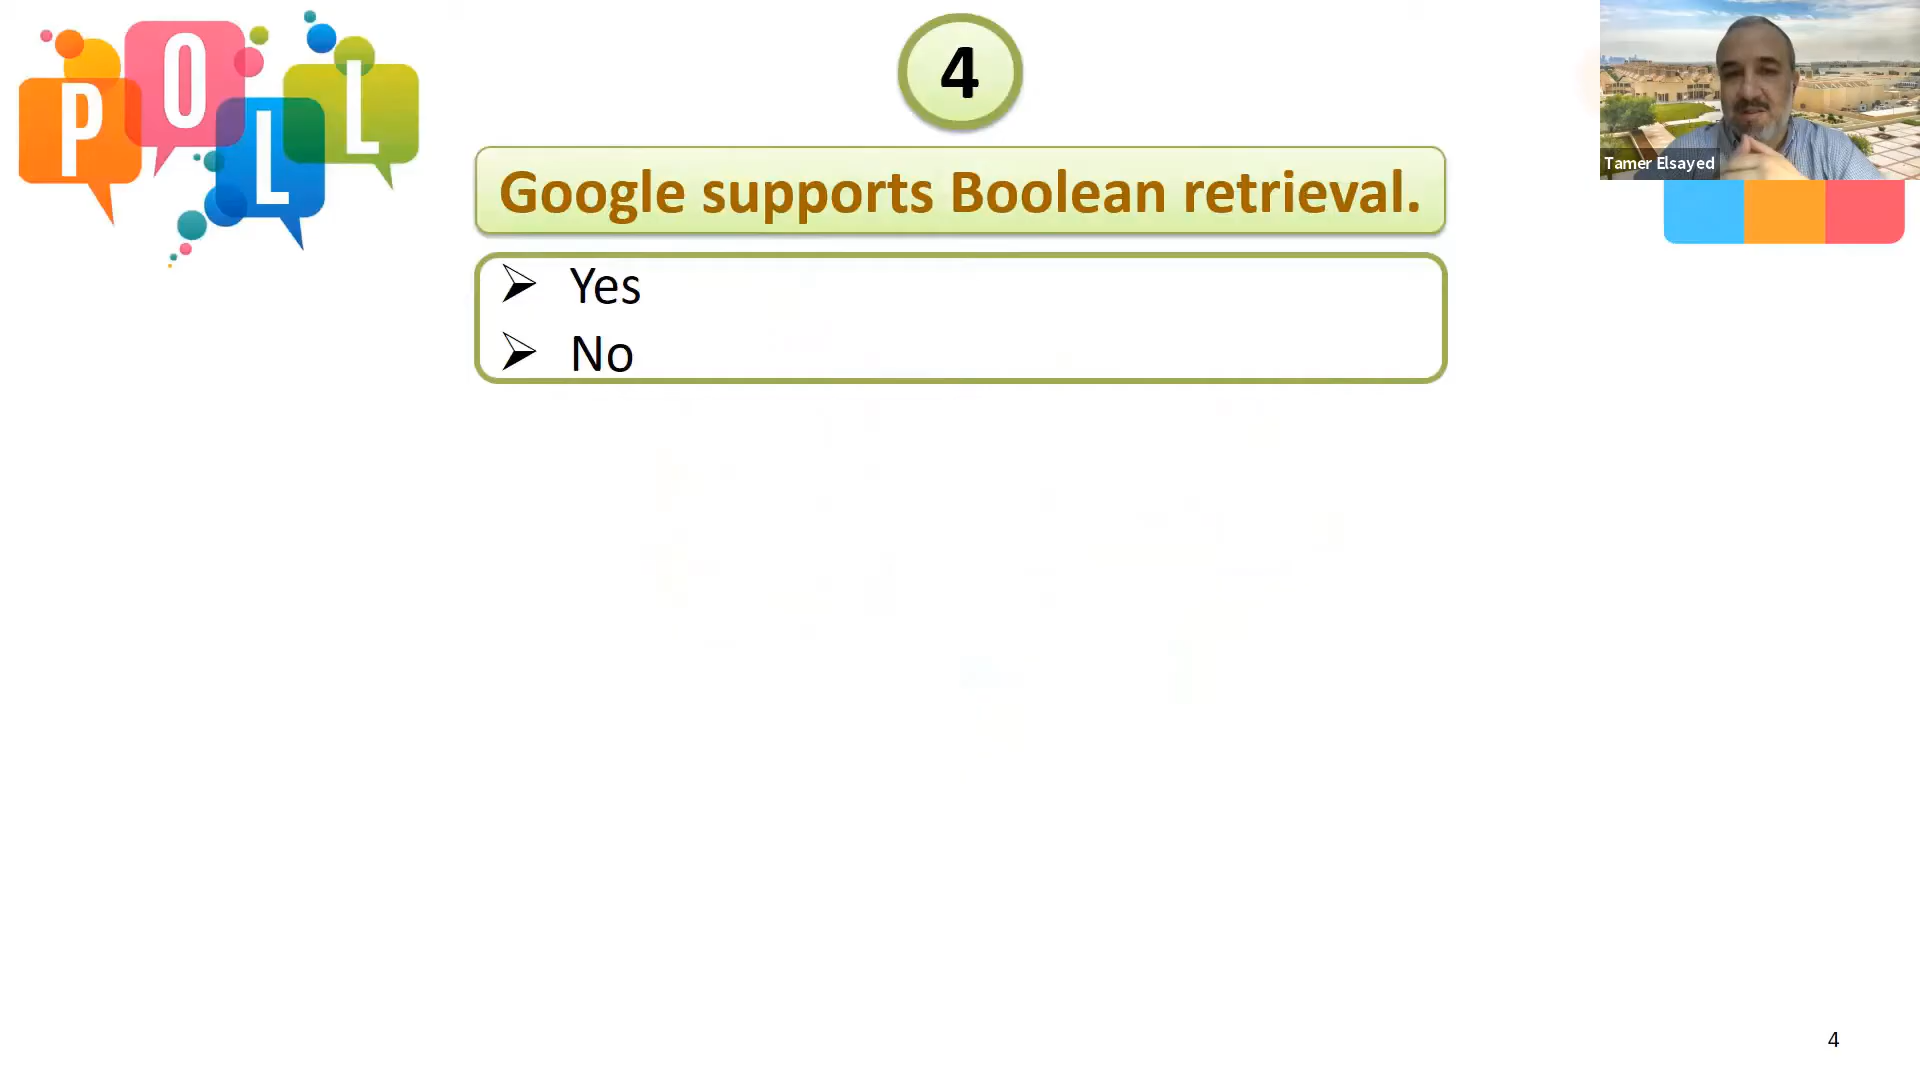 POLL
4
Tamer Elsayed
Google supports Boolean retrieval.
Yes
No
4